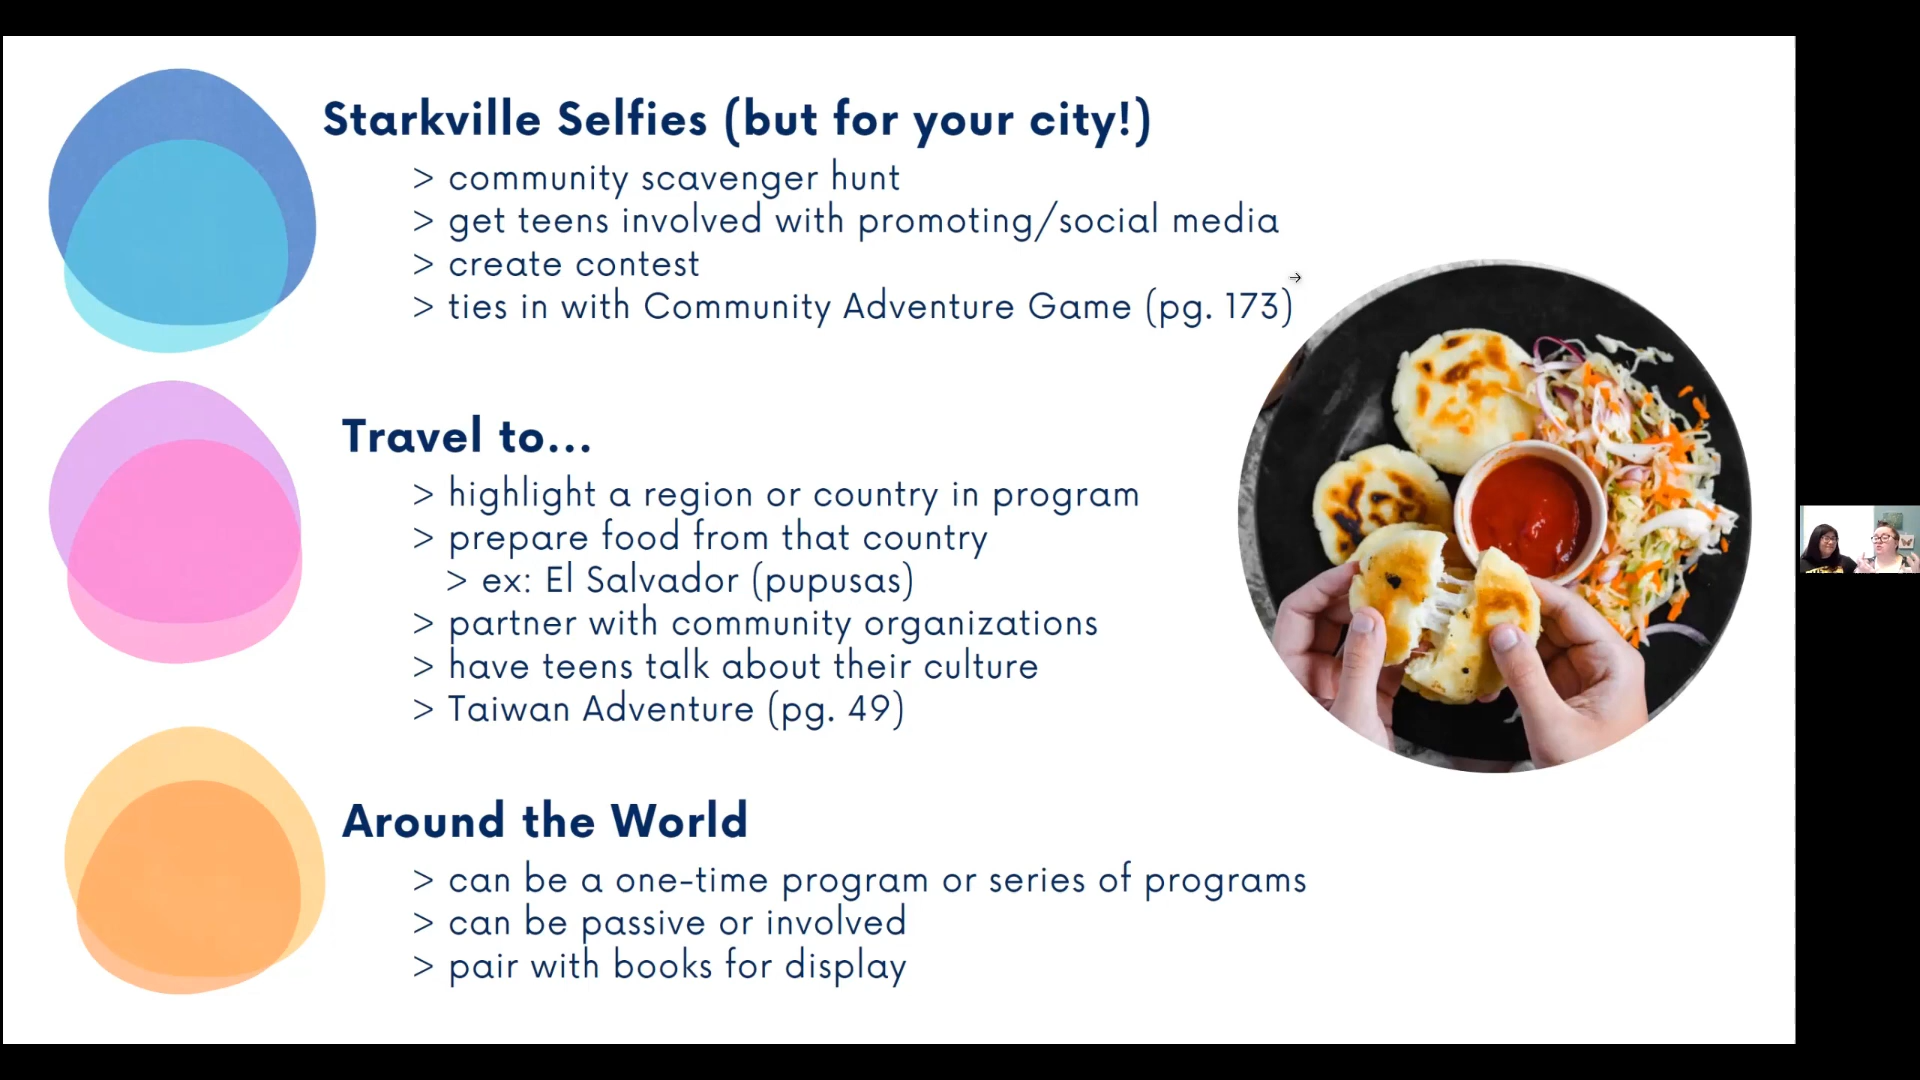 Starkville Selfies (but for your city!)
> community scavenger hunt
> get teens involved with promoting/social media
> create contest
> ties in with Community Adventure Game (pg. 173)
Travel to...
> highlight a region or country in program
> prepare food from that country
> ex: El Salvador (pupusas)
> partner with community organizations
> have teens talk about their culture
> Taiwan Adventure (pg. 49)
Around the World
> can be a one-time program or series of programs
> can be passive or involved
> pair with books for display